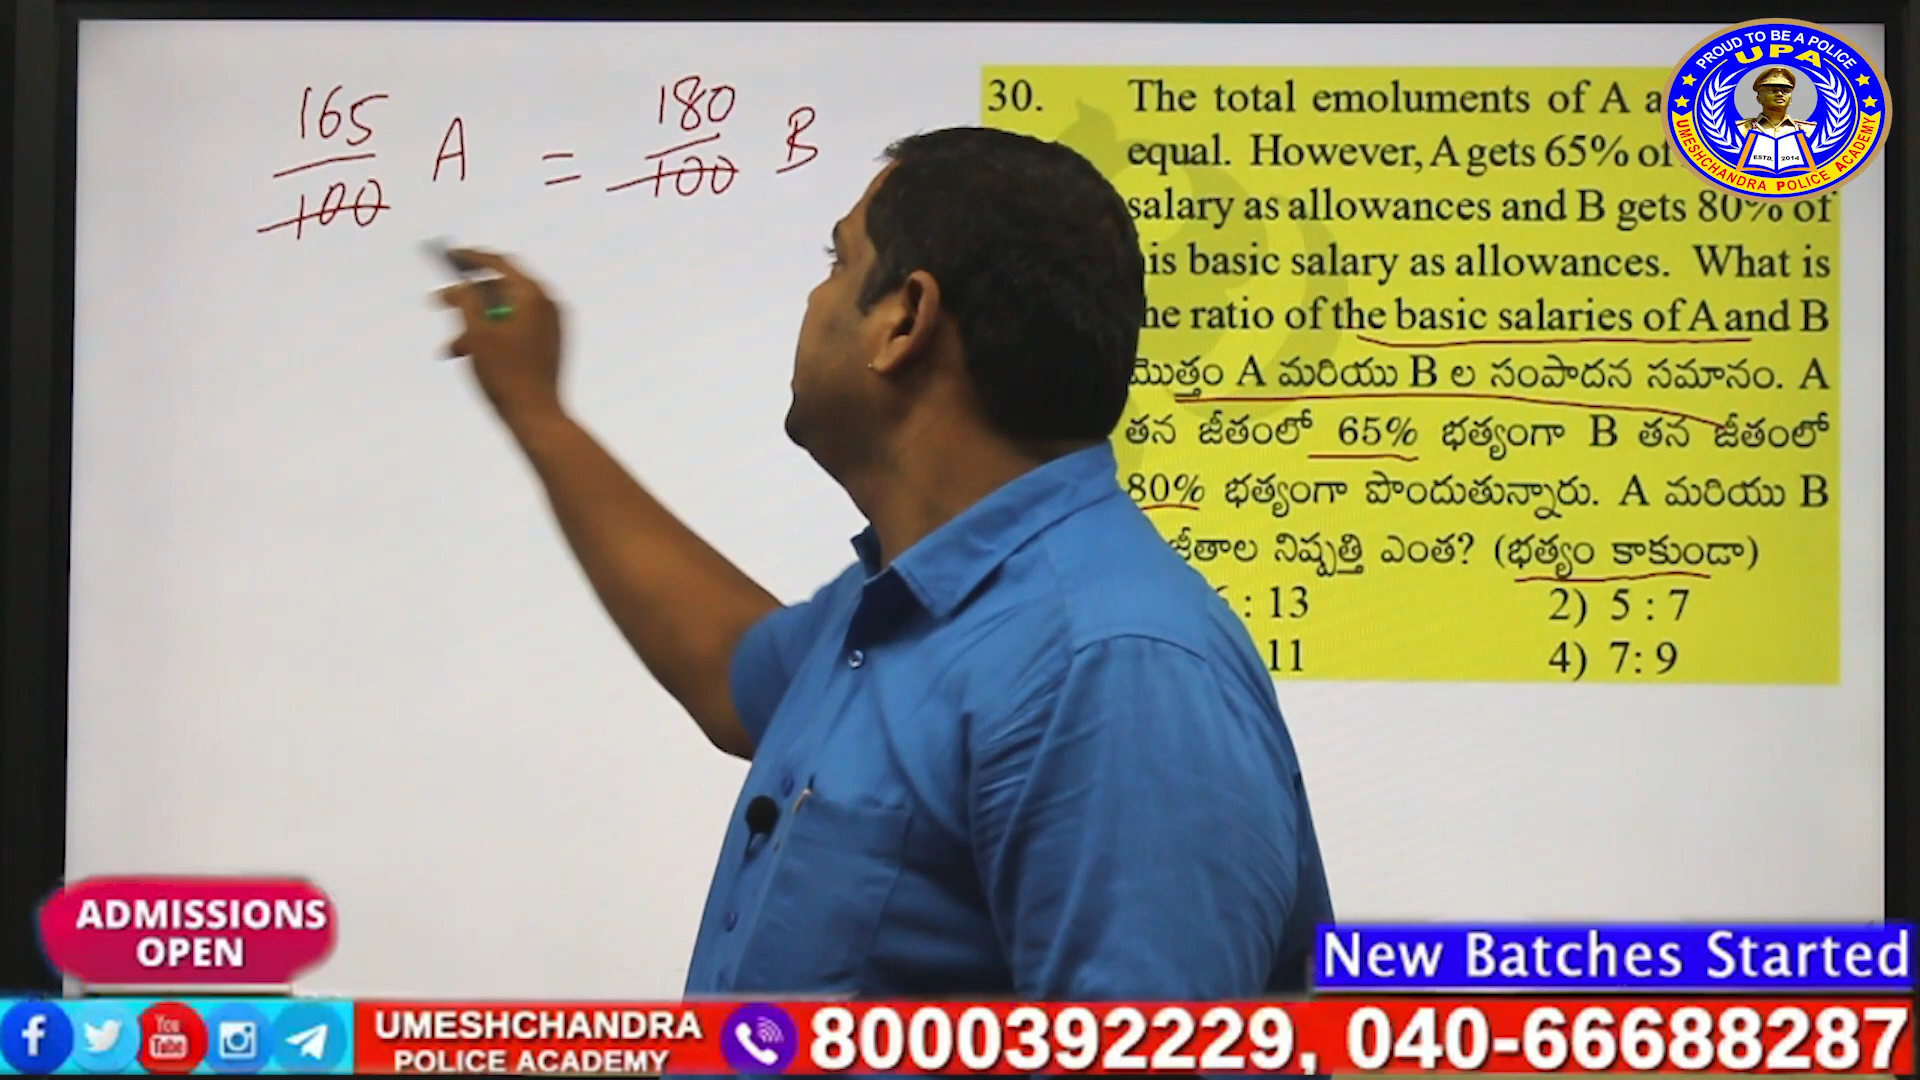 165
100
A = 180
100
B
30. The total emoluments of A a
equal. However, A gets 65% of
salary as allowances and B gets 80% of
is basic salary as allowances. What is
he ratio of the basic salaries of A and B
మొత్తం A మరియు B ల సంపాదన సమానం. A
తన జీతంలో 65% భత్యంగా B తన జీతంలో
80% భత్యంగా పొందుతున్నారు. A మరియు B
జీతాల నిష్పత్తి ఎంత? (భత్యం కాకుండా)
: 13 2) 5 : 7
11 4) 7: 9
PROUD TO BE A POLICE
UPA
ESTD, 2014
UMESHCHANDRA POLICE ACADEMY
ADMISSIONS
OPEN
New Batches Started
You
Tube
UMESHCHANDRA
POLICE ACADEMY
8000392229, 040-66688287